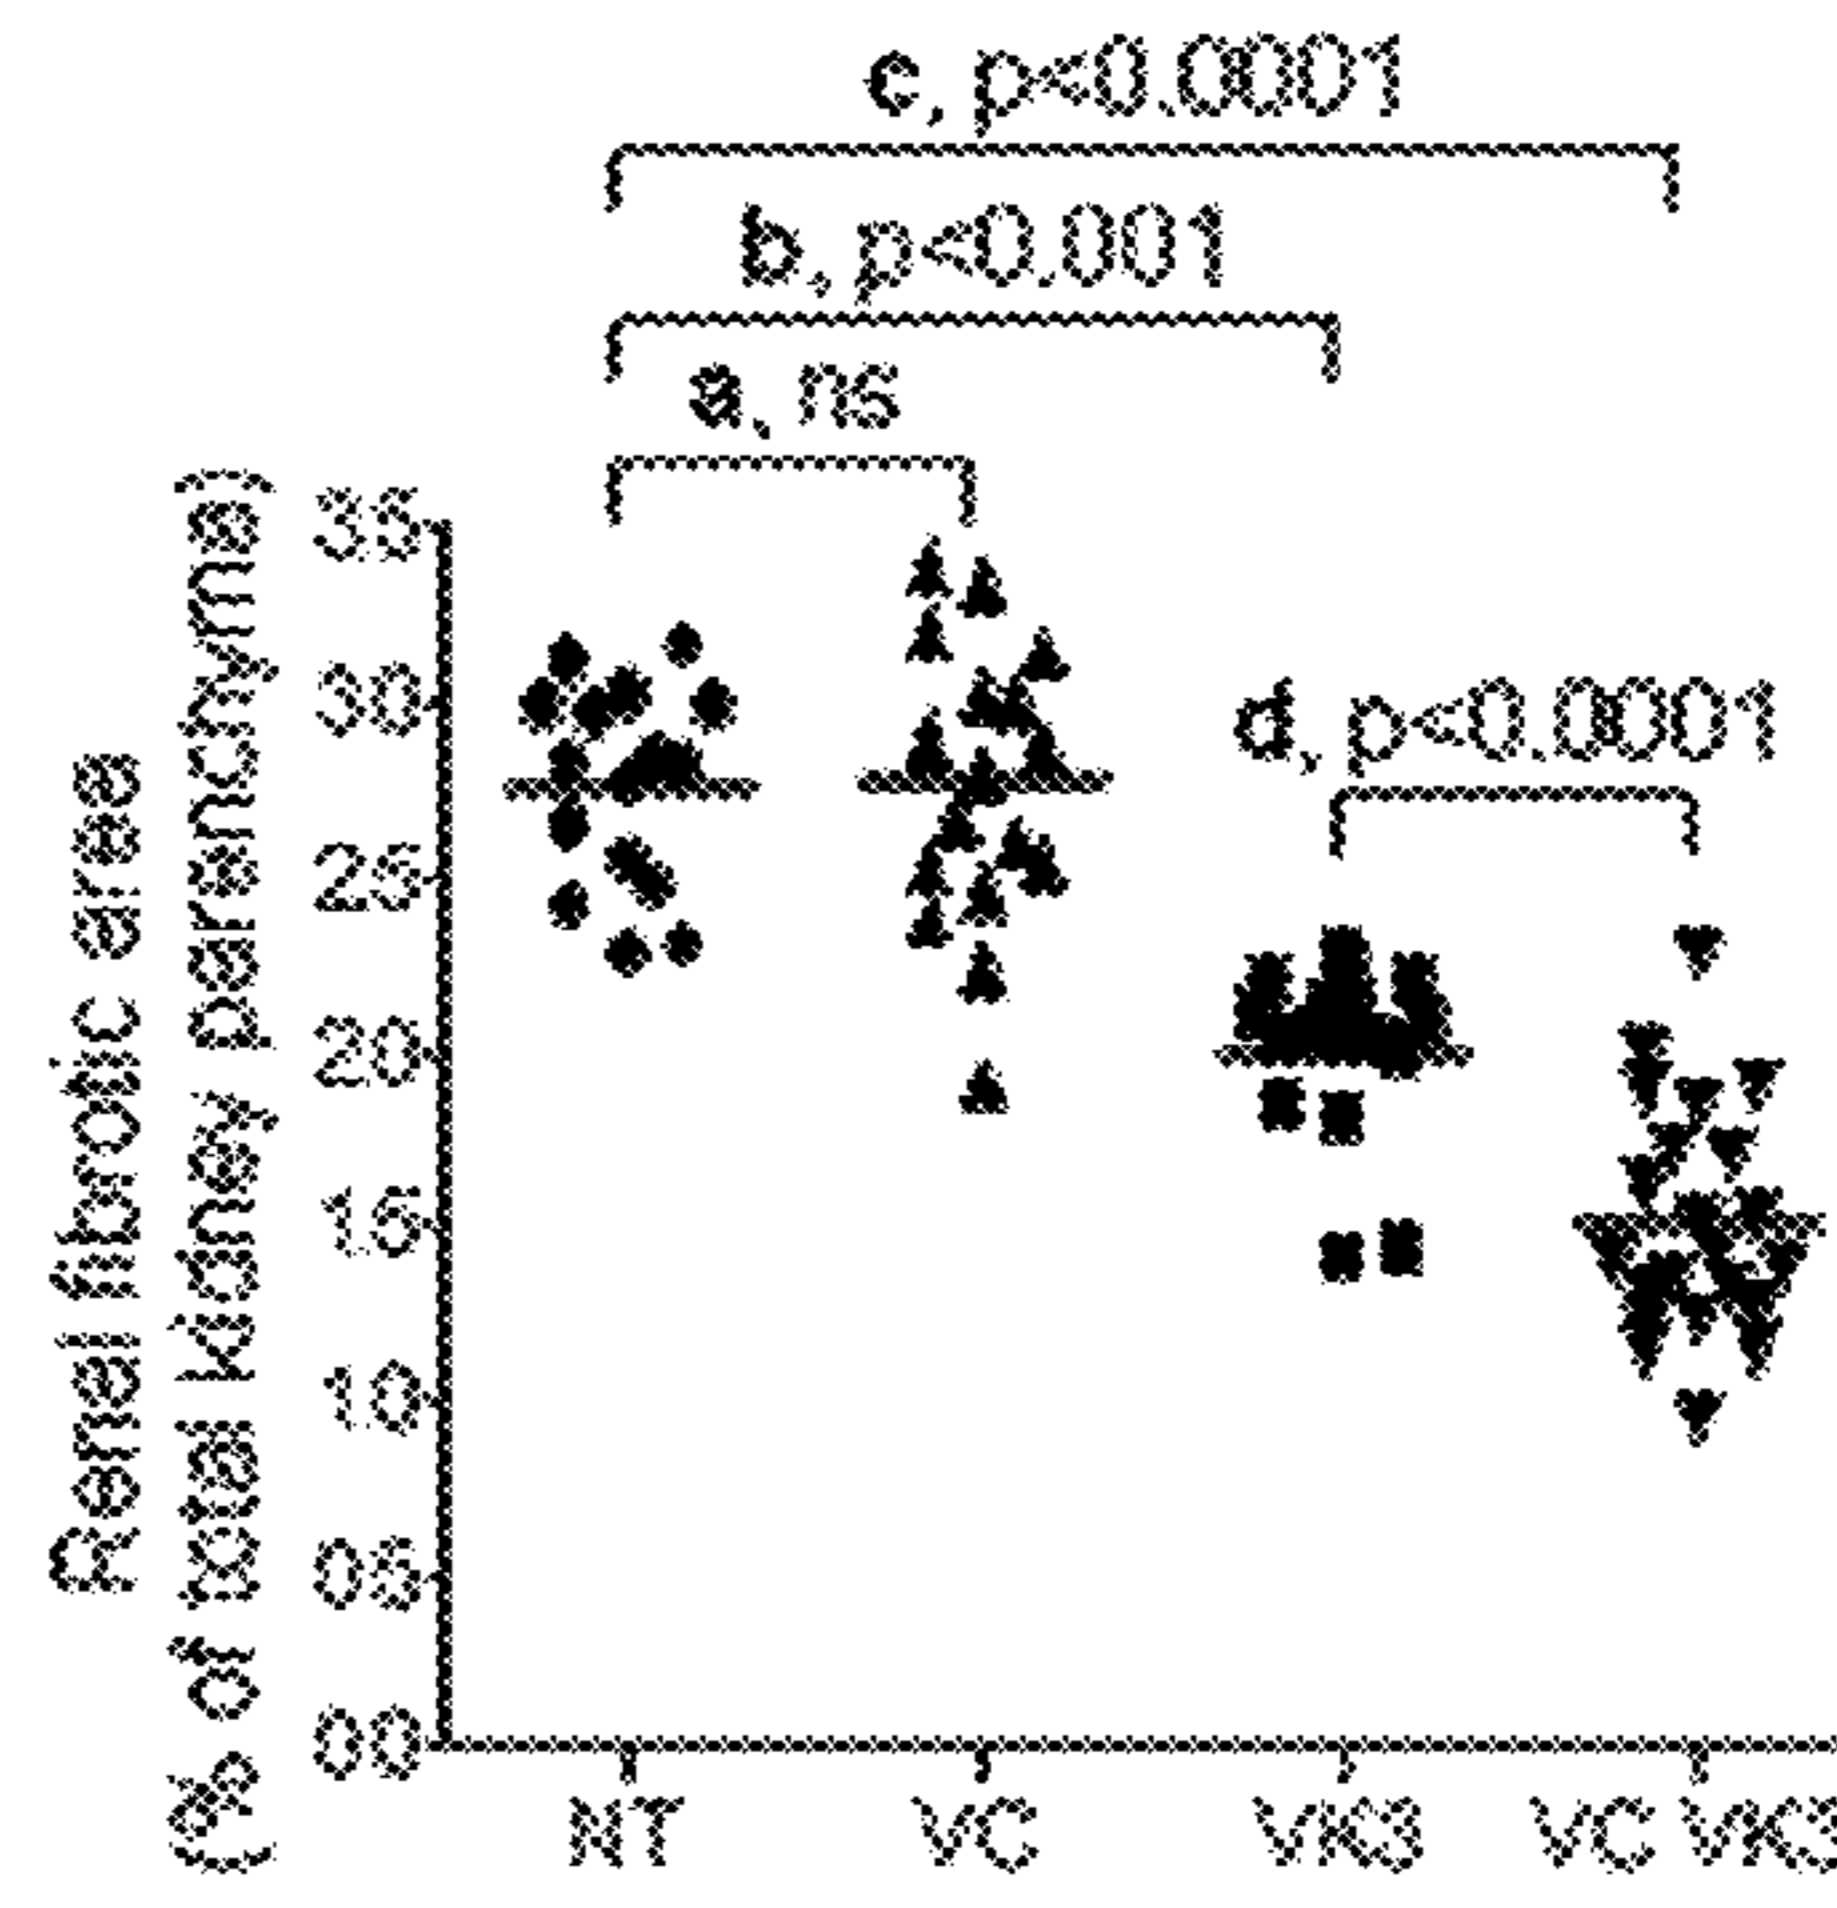 c, p<0.0001
b, p<0.001
a, ns
d, p<0.0001
Renal fibrotic area
(% of total kidney parenchyma)
35
30
25
20
15
10
05
00
NT
VC
VK3
VC VK3